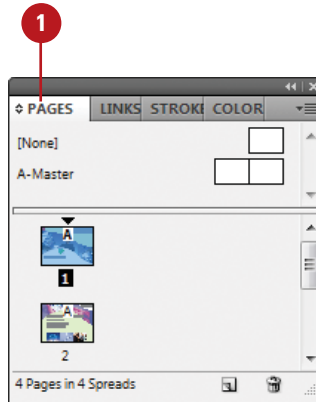 1
PAGES LINKS STROKE COLOR
[None]
A-Master
A
1
A
2
4 Pages in 4 Spreads